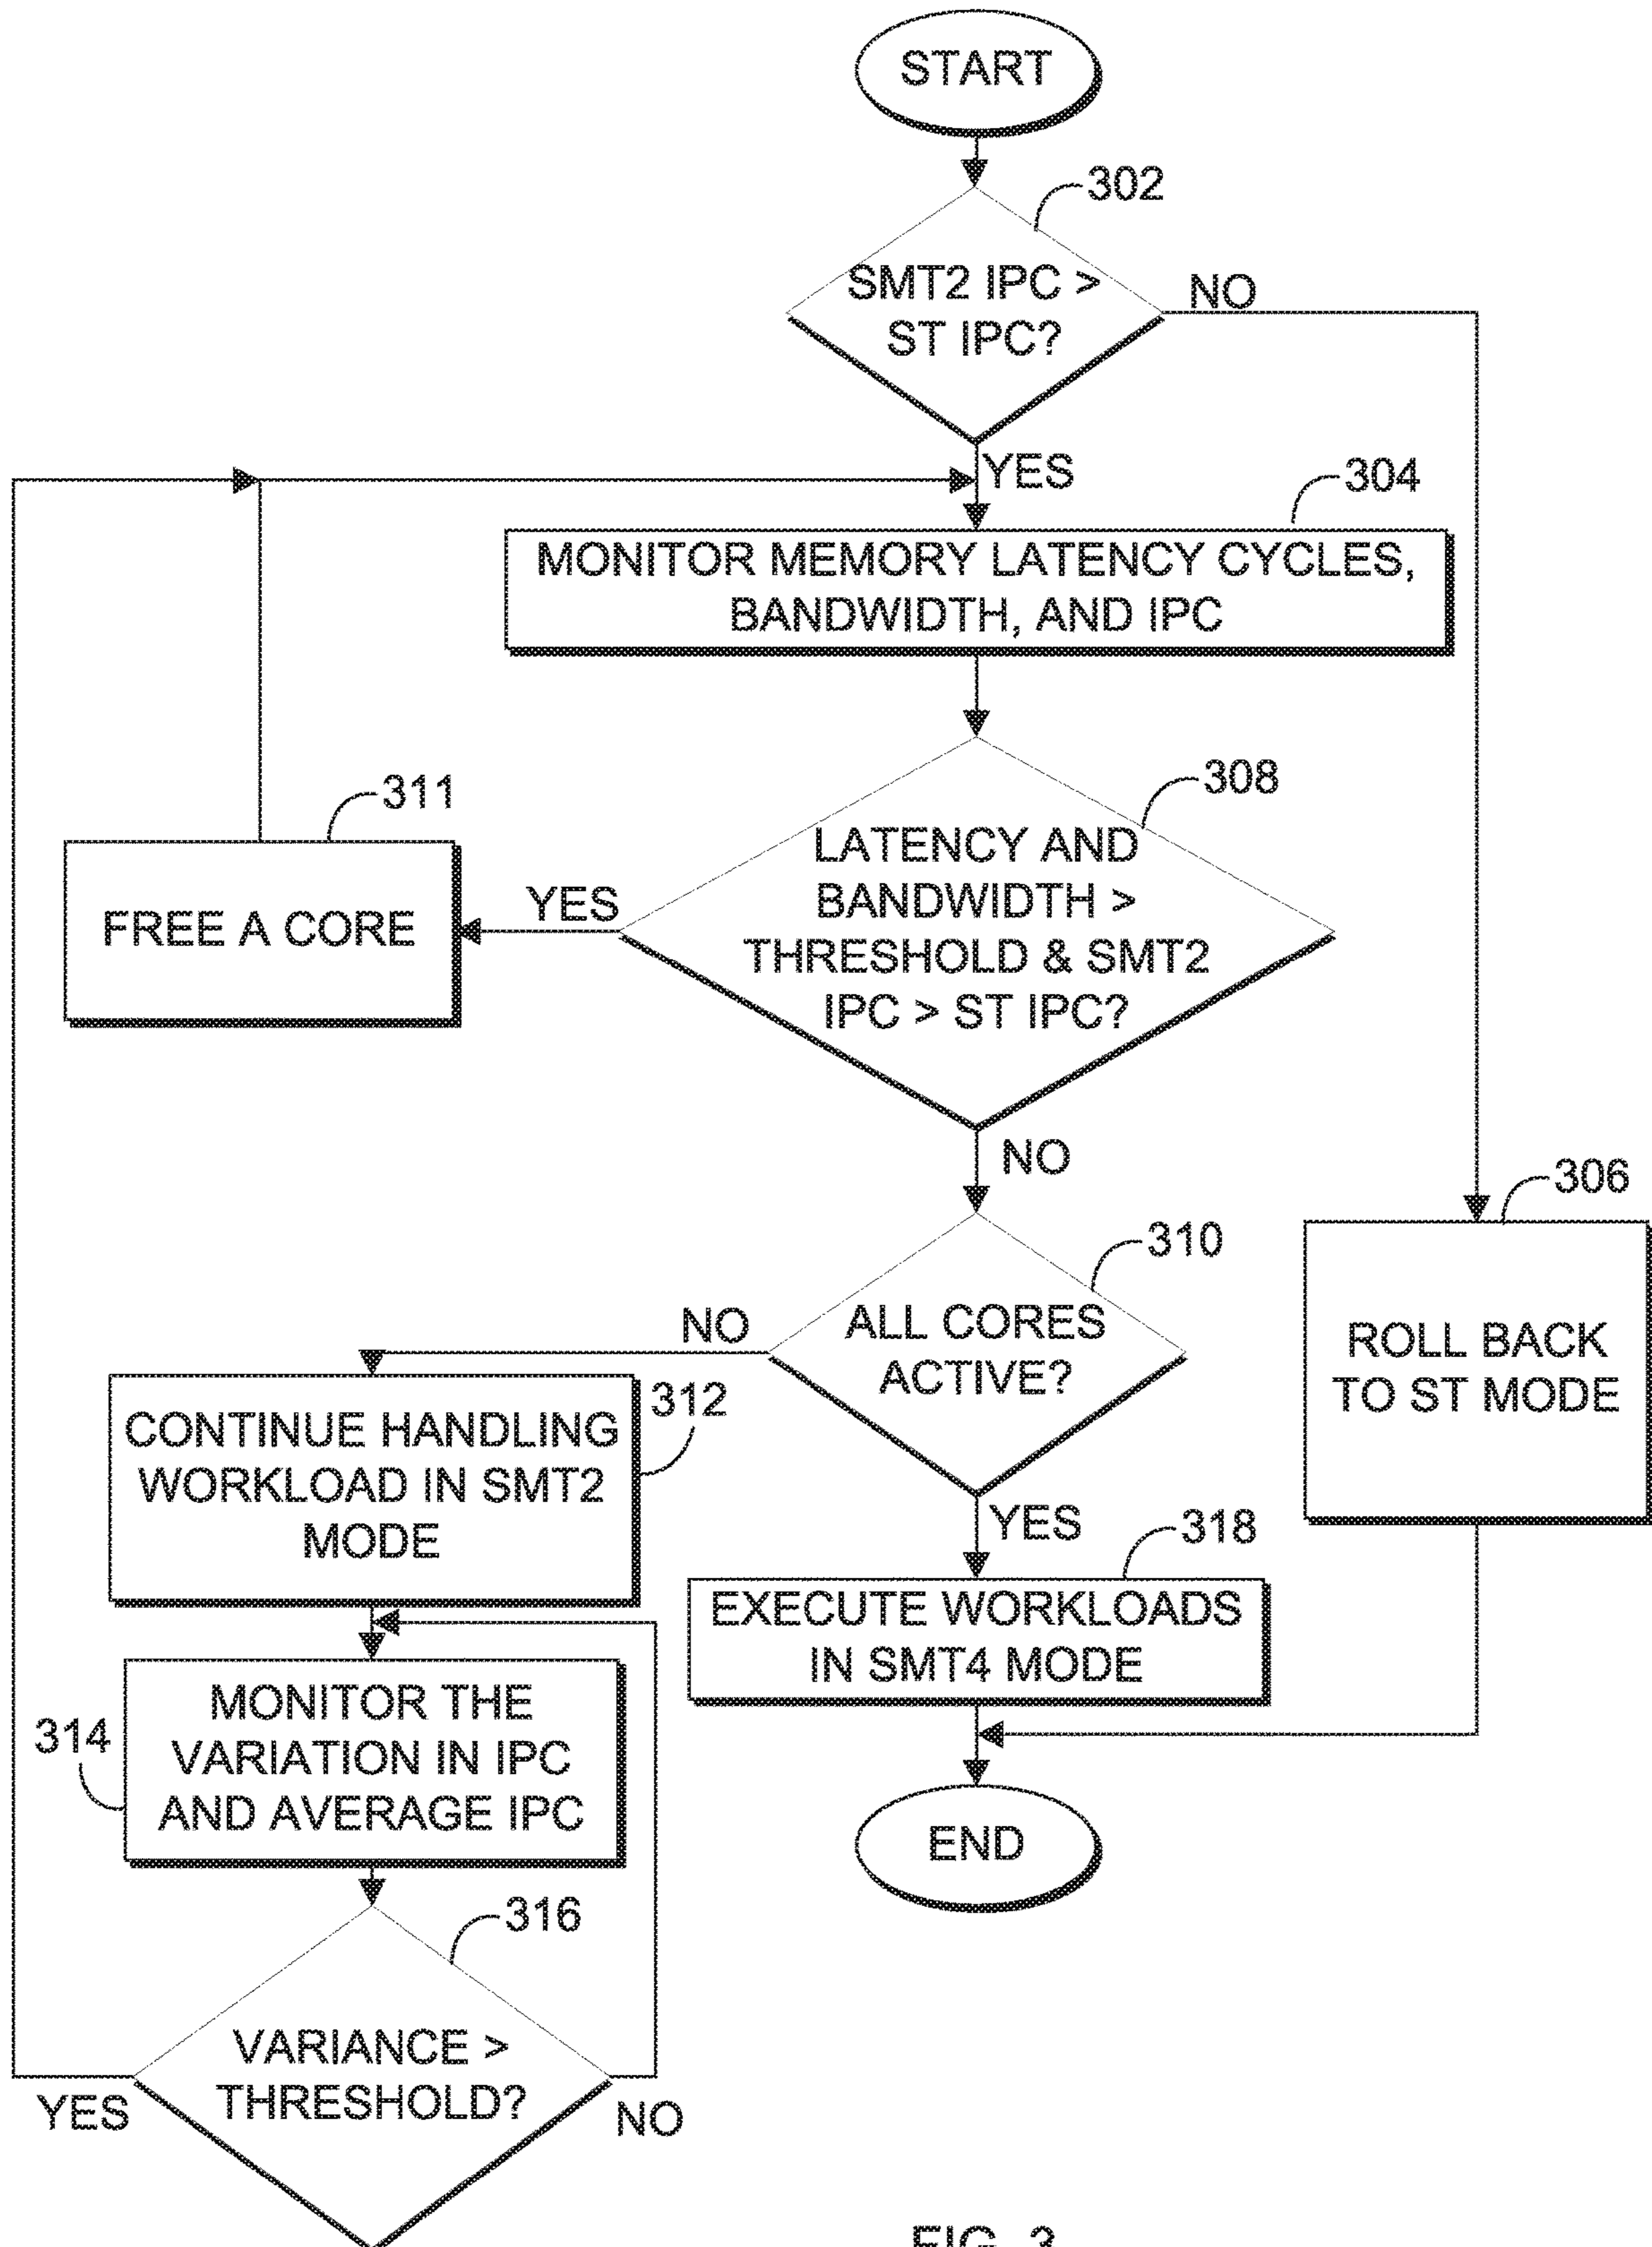 START
302
SMT2 IPC >
ST IPC?
NO
YES
304
MONITOR MEMORY LATENCY CYCLES,
BANDWIDTH, AND IPC
308
LATENCY AND
BANDWIDTH >
THRESHOLD & SMT2
IPC > ST IPC?
YES
311
FREE A CORE
NO
306
ROLL BACK
TO ST MODE
310
ALL CORES
ACTIVE?
NO
312
CONTINUE HANDLING
WORKLOAD IN SMT2
MODE
YES
318
EXECUTE WORKLOADS
IN SMT4 MODE
314
MONITOR THE
VARIATION IN IPC
AND AVERAGE IPC
END
316
VARIANCE >
THRESHOLD?
YES
NO
FIG. 3